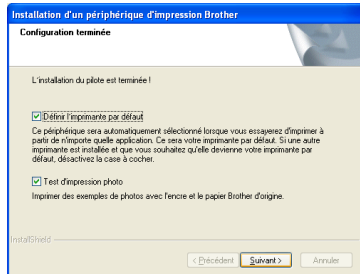 Installation d'un périphérique d'impression Brother
Configuration terminée
L'installation du pilote est terminée !
Définir l'imprimante par défaut
Ce périphérique sera automatiquement sélectionné lorsque vous essayerez d'imprimer à
partir de n'importe quelle application. Ce sera votre imprimante par défaut. Si une autre
imprimante est installée et que vous souhaitez qu'elle devienne votre imprimante par
défaut, désactivez la case à cocher.
Test d'impression photo
Imprimer des exemples de photos avec l'encre et le papier Brother d'origine.
InstallShield
< Précédent
Suivant >
Annuler